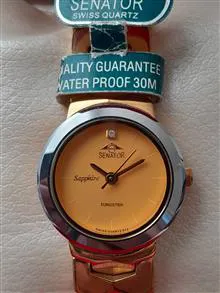 SENATOR
SWISS QUARTZ
QUALITY GUARANTEE
WATER PROOF 30M
SENATOR
Sapphire
TUNGSTEN